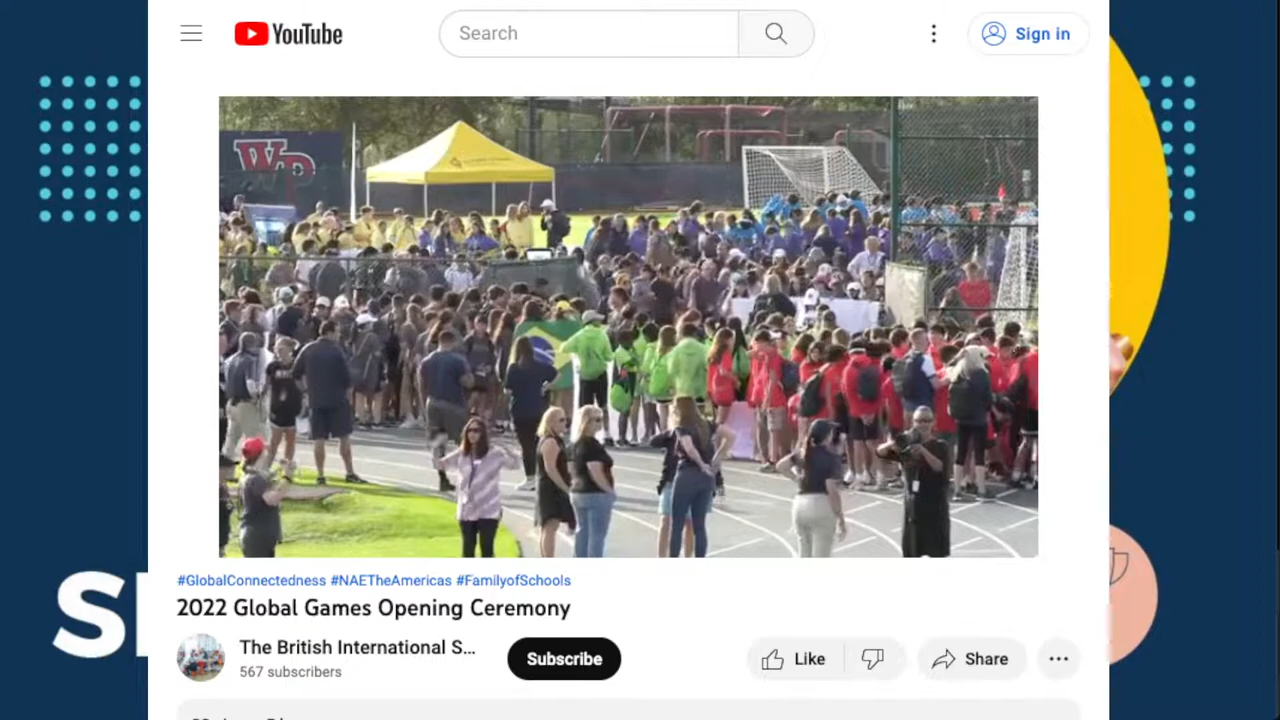 YouTube
Search
Sign in
WP
#GlobalConnectedness #NAETheAmericas #FamilyofSchools
2022 Global Games Opening Ceremony
The British International S...
567 subscribers
Subscribe
Like
Share